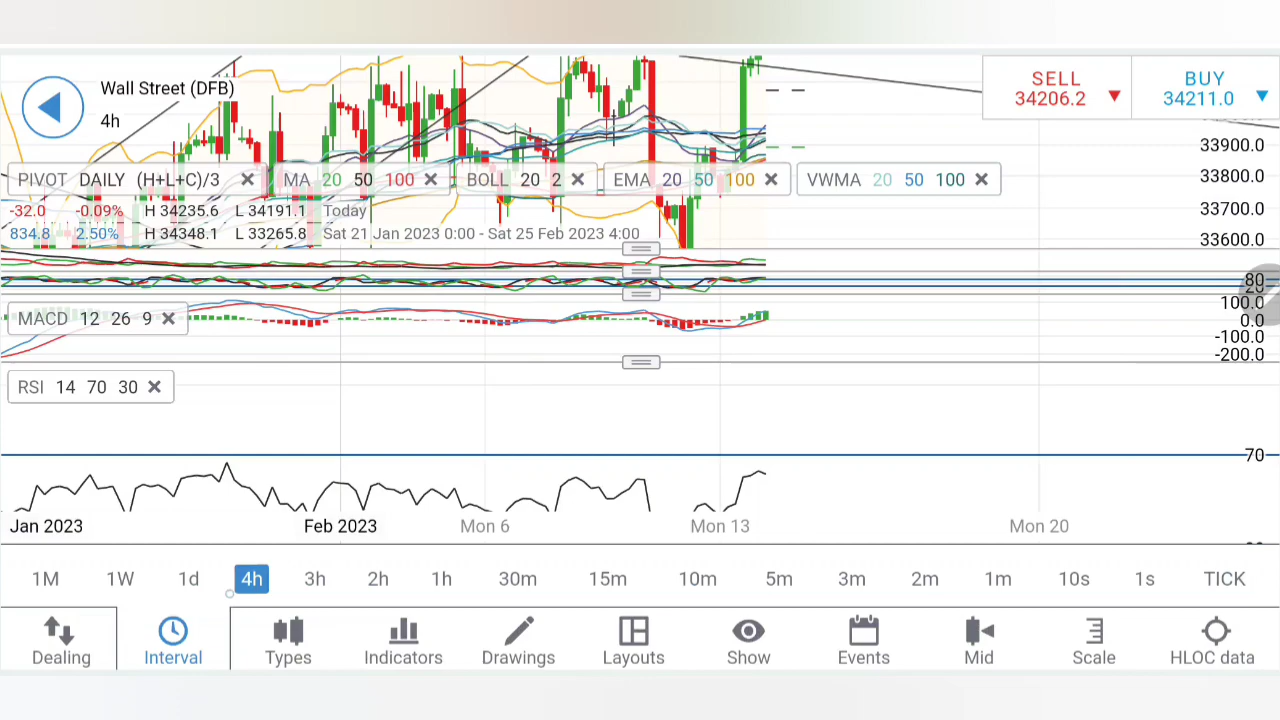 Wall Street (DFB)
4h
SELL
34206.2
BUY
34211.0
33900.0
33800.0
33700.0
33600.0
PIVOT DAILY (H+L+C)/3
MA 20 50 100
BOLL 20 2
EMA 20 50 100
VWMA 20 50 100
-32.0 -0.09% H 34235.6 L 34191.1 Today
834.8 2.50% H 34348.1 L 33265.8 Sat 21 Jan 2023 0:00 - Sat 25 Feb 2023 4:00
80
20
MACD 12 26 9
100.0
0.0
-100.0
-200.0
RSI 14 70 30
70
Jan 2023 Feb 2023 Mon 6 Mon 13 Mon 20
1M 1W 1d 4h 3h 2h 1h 30m 15m 10m 5m 3m 2m 1m 10s 1s TICK
Dealing Interval Types Indicators Drawings Layouts Show Events Mid Scale HLOC data